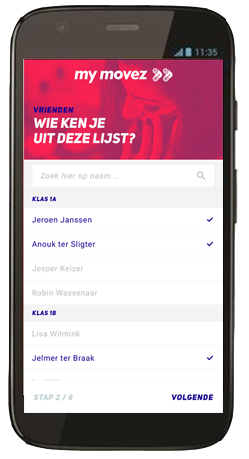 11:35
my movez
VRIENDEN
WIE KEN JE
UIT DEZE LIJST?
Zoek hier op naam...
KLAS 1A
Jeroen Janssen
Anouk ter Sligter
Jesper Keizer
Robin Wassenaar
KLAS 1B
Lisa Wilmink
Jelmer ter Braak
STAP 2 / 8
VOLGENDE